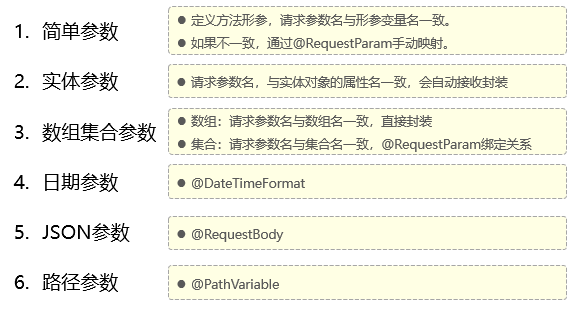 1. 简单参数
● 定义方法形参，请求参数名与形参变量名一致。
● 如果不一致，通过@RequestParam手动映射。
2. 实体参数
● 请求参数名，与实体对象的属性名一致，会自动接收封装
3. 数组集合参数
● 数组：请求参数名与数组名一致，直接封装
● 集合：请求参数名与集合名一致，@RequestParam绑定关系
4. 日期参数
● @DateTimeFormat
5. JSON参数
● @RequestBody
6. 路径参数
● @PathVariable